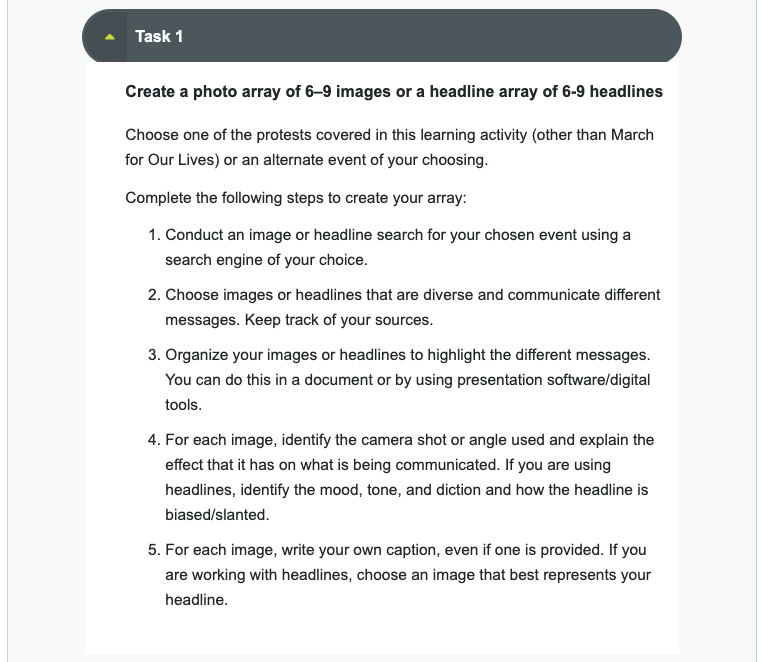 Task 1
Create a photo array of 6–9 images or a headline array of 6-9 headlines
Choose one of the protests covered in this learning activity (other than March
for Our Lives) or an alternate event of your choosing.
Complete the following steps to create your array:
1. Conduct an image or headline search for your chosen event using a
search engine of your choice.
2. Choose images or headlines that are diverse and communicate different
messages. Keep track of your sources.
3. Organize your images or headlines to highlight the different messages.
You can do this in a document or by using presentation software/digital
tools.
4. For each image, identify the camera shot or angle used and explain the
effect that it has on what is being communicated. If you are using
headlines, identify the mood, tone, and diction and how the headline is
biased/slanted.
5. For each image, write your own caption, even if one is provided. If you
are working with headlines, choose an image that best represents your
headline.